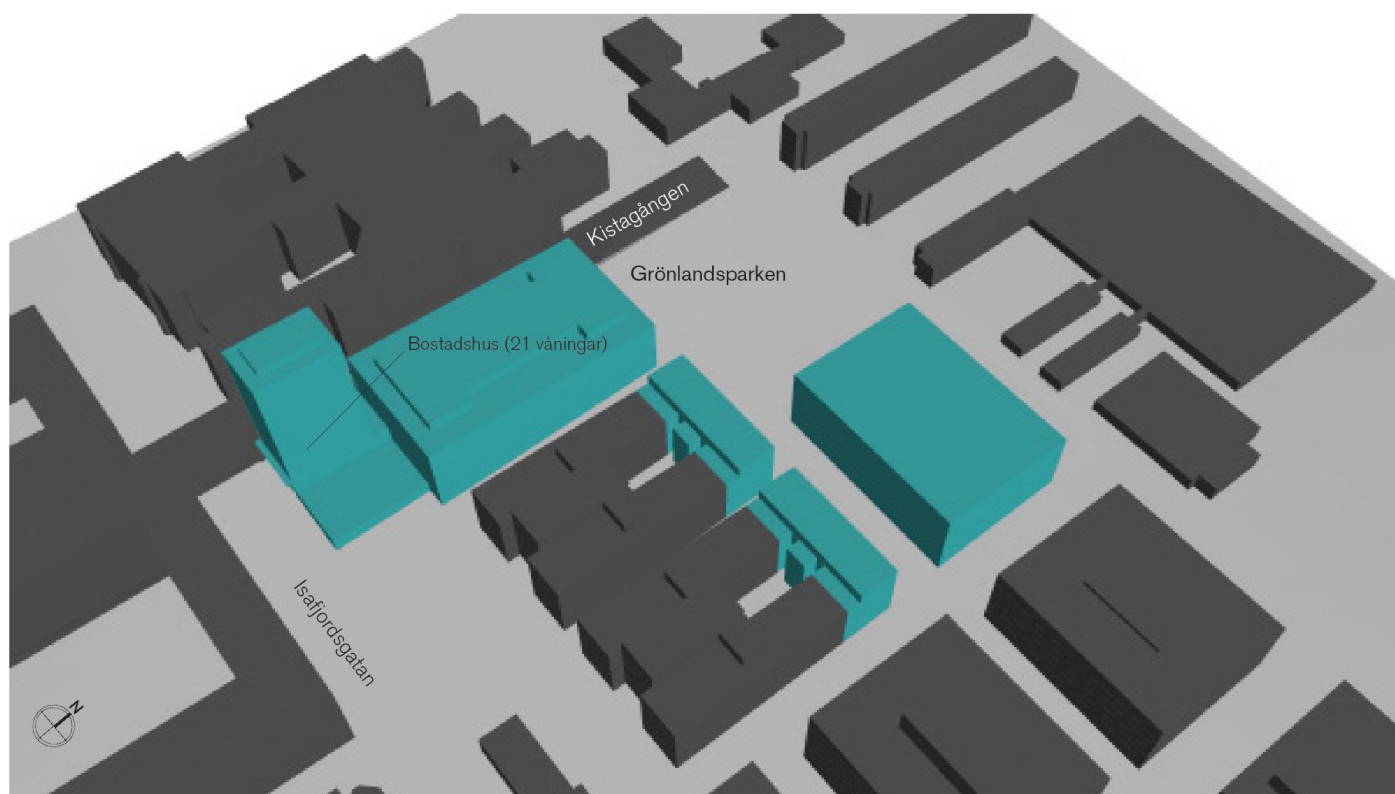 Kistagången
Grönlandsparken
Bostadshus (21 våningar)
Isafjordsgatan
N